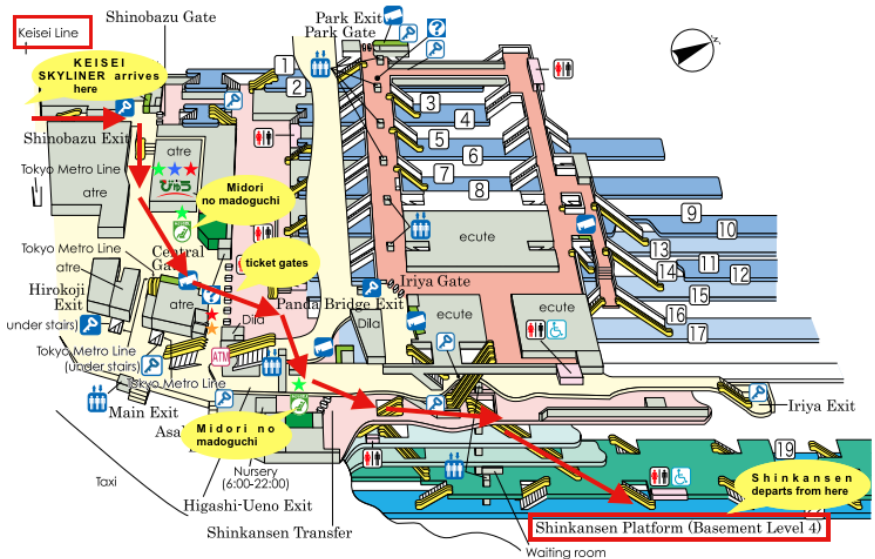 Shinobazu Gate
Keisei Line
KEISEI
SKYLINER arrives
here
Shinobazu Exit
Tokyo Metro Line
atre
atre
びゅう
Midori
no madoguchi
Tokyo Metro Line
Central
ticket gates
atre
Hirokoji
Exit
under stairs)
atre
Dila
Tokyo Metro Line
(under stairs)
Tokyo Metro Line
ATM
Main Exit
Taxi
Midori no
madoguchi
Nursery
(6:00-22:00)
Higashi-Ueno Exit
Shinkansen Transfer
Park Exit
Park Gate
?
?
N
1
2
3
4
5
6
7
8
9
10
11
12
13
14
15
16
17
ecute
Iriya Gate
Panda Bridge Exit
Dila
ecute
ecute
Iriya Exit
19
Shinkansen
departs from here
Shinkansen Platform (Basement Level 4)
Waiting room